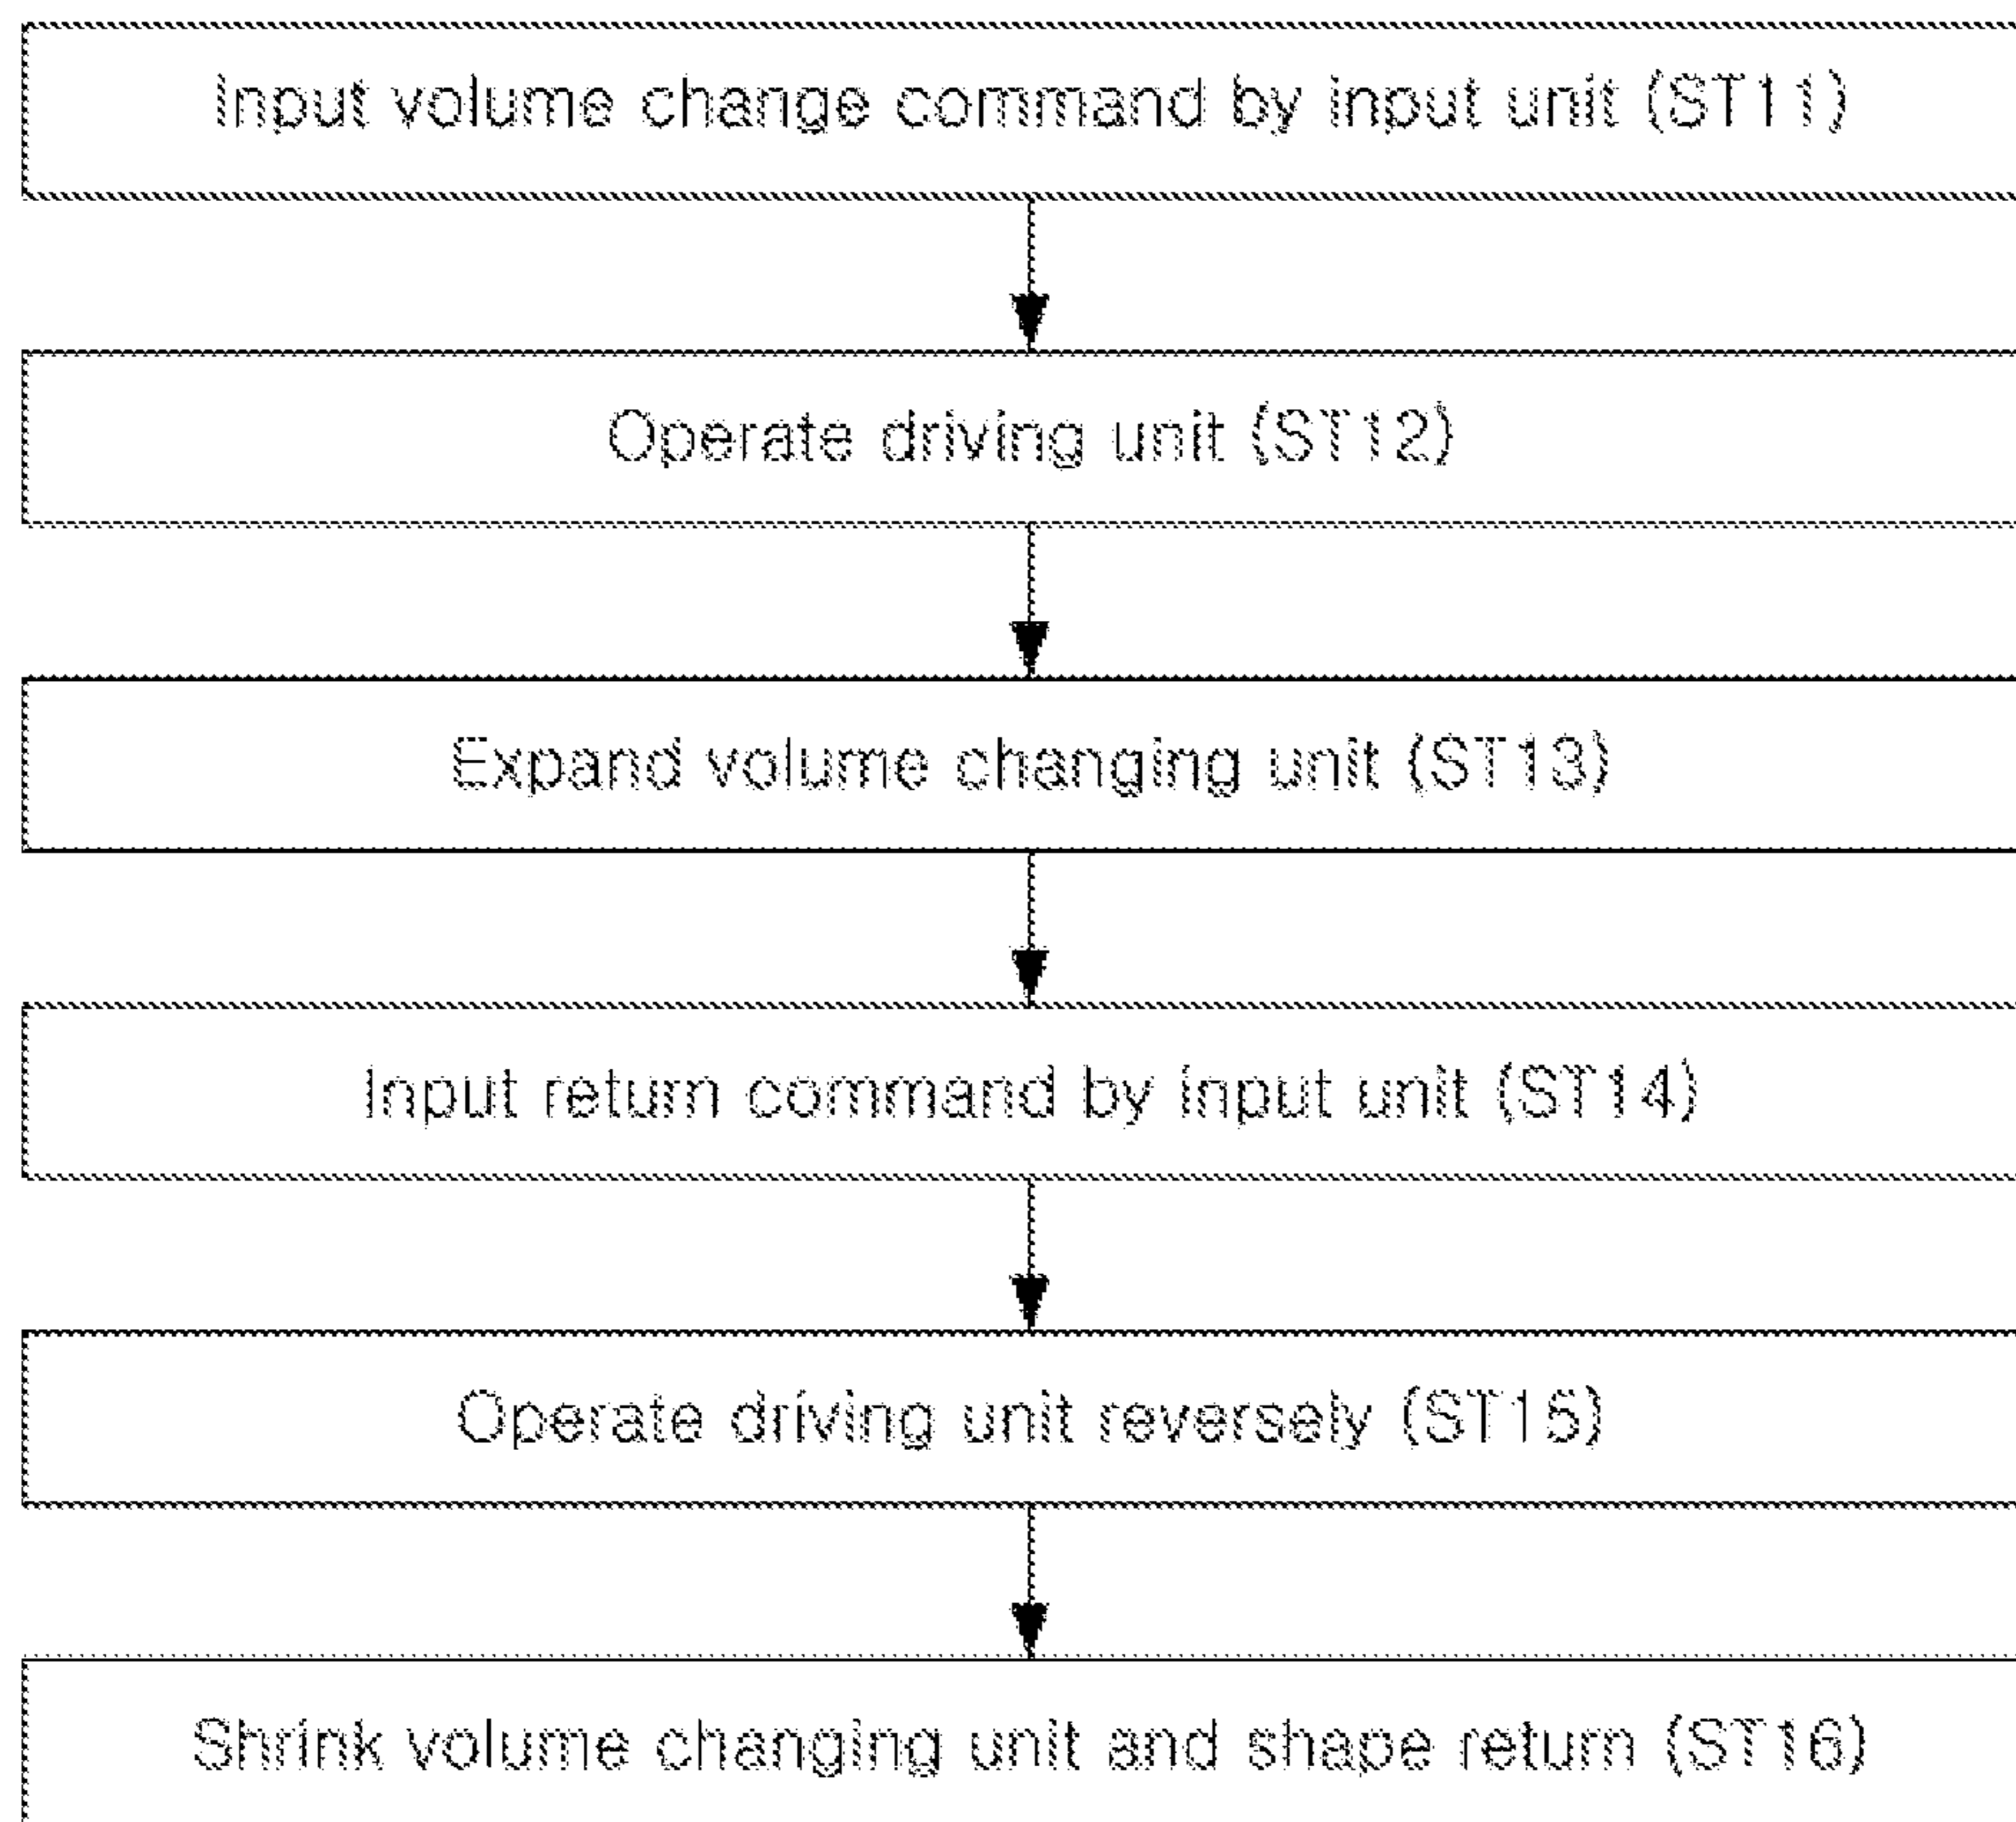 Input volume change command by input unit (ST11)
Operate driving unit (ST12)
Expand volume changing unit (ST13)
Input return command by input unit (ST14)
Operate driving unit reversely (ST15)
Shrink volume changing unit and shape return (ST16)